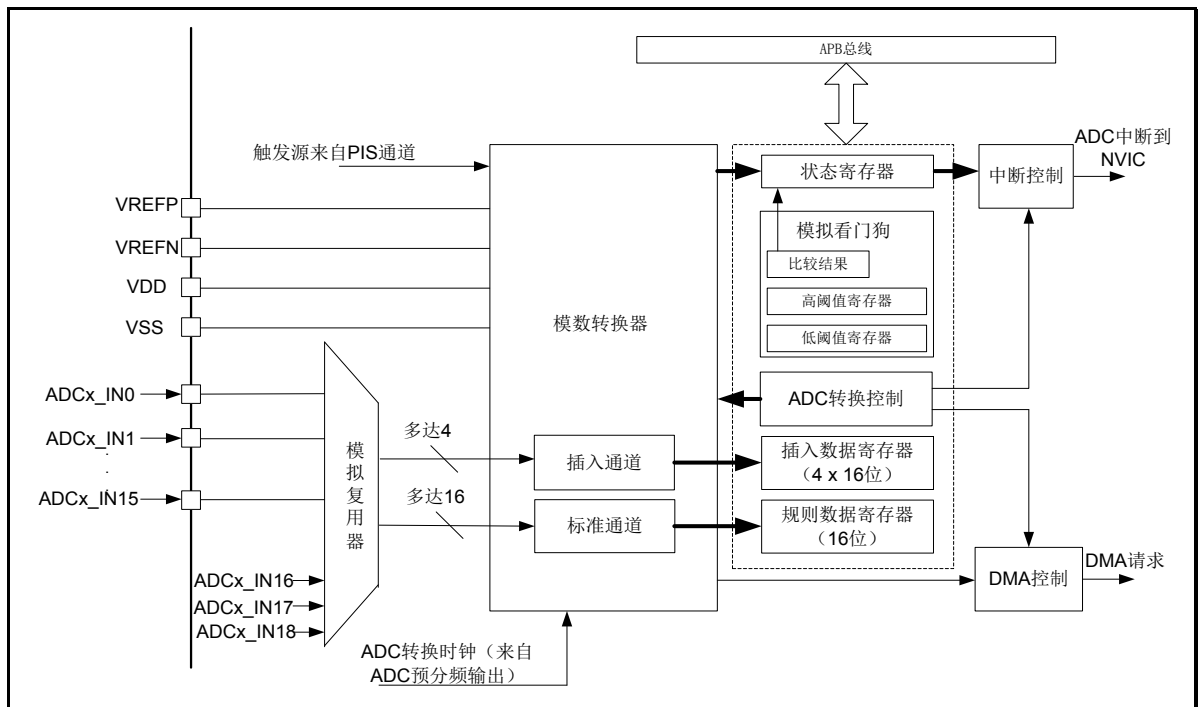 APB总线
触发源来自PIS通道
VREFP
VREFN
VDD
VSS
ADCx_IN0
ADCx_IN1
.
.
ADCx_IN15
ADCx_IN16
ADCx_IN17
ADCx_IN18
模拟复用器
多达4
多达16
模数转换器
插入通道
标准通道
ADC转换时钟（来自
ADC预分频输出）
状态寄存器
模拟看门狗
比较结果
高阈值寄存器
低阈值寄存器
ADC转换控制
插入数据寄存器
（4 x 16位）
规则数据寄存器
（16位）
中断控制
ADC中断到
NVIC
DMA控制
DMA请求